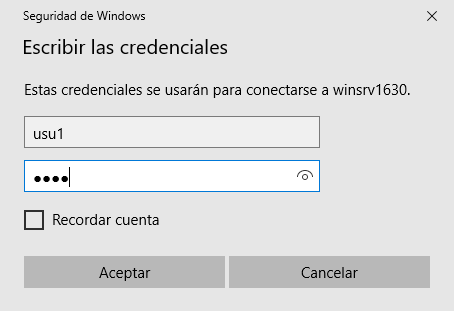 Seguridad de Windows
Escribir las credenciales
Estas credenciales se usarán para conectarse a winsrv1630.
usu1
••••
Recordar cuenta
Aceptar
Cancelar